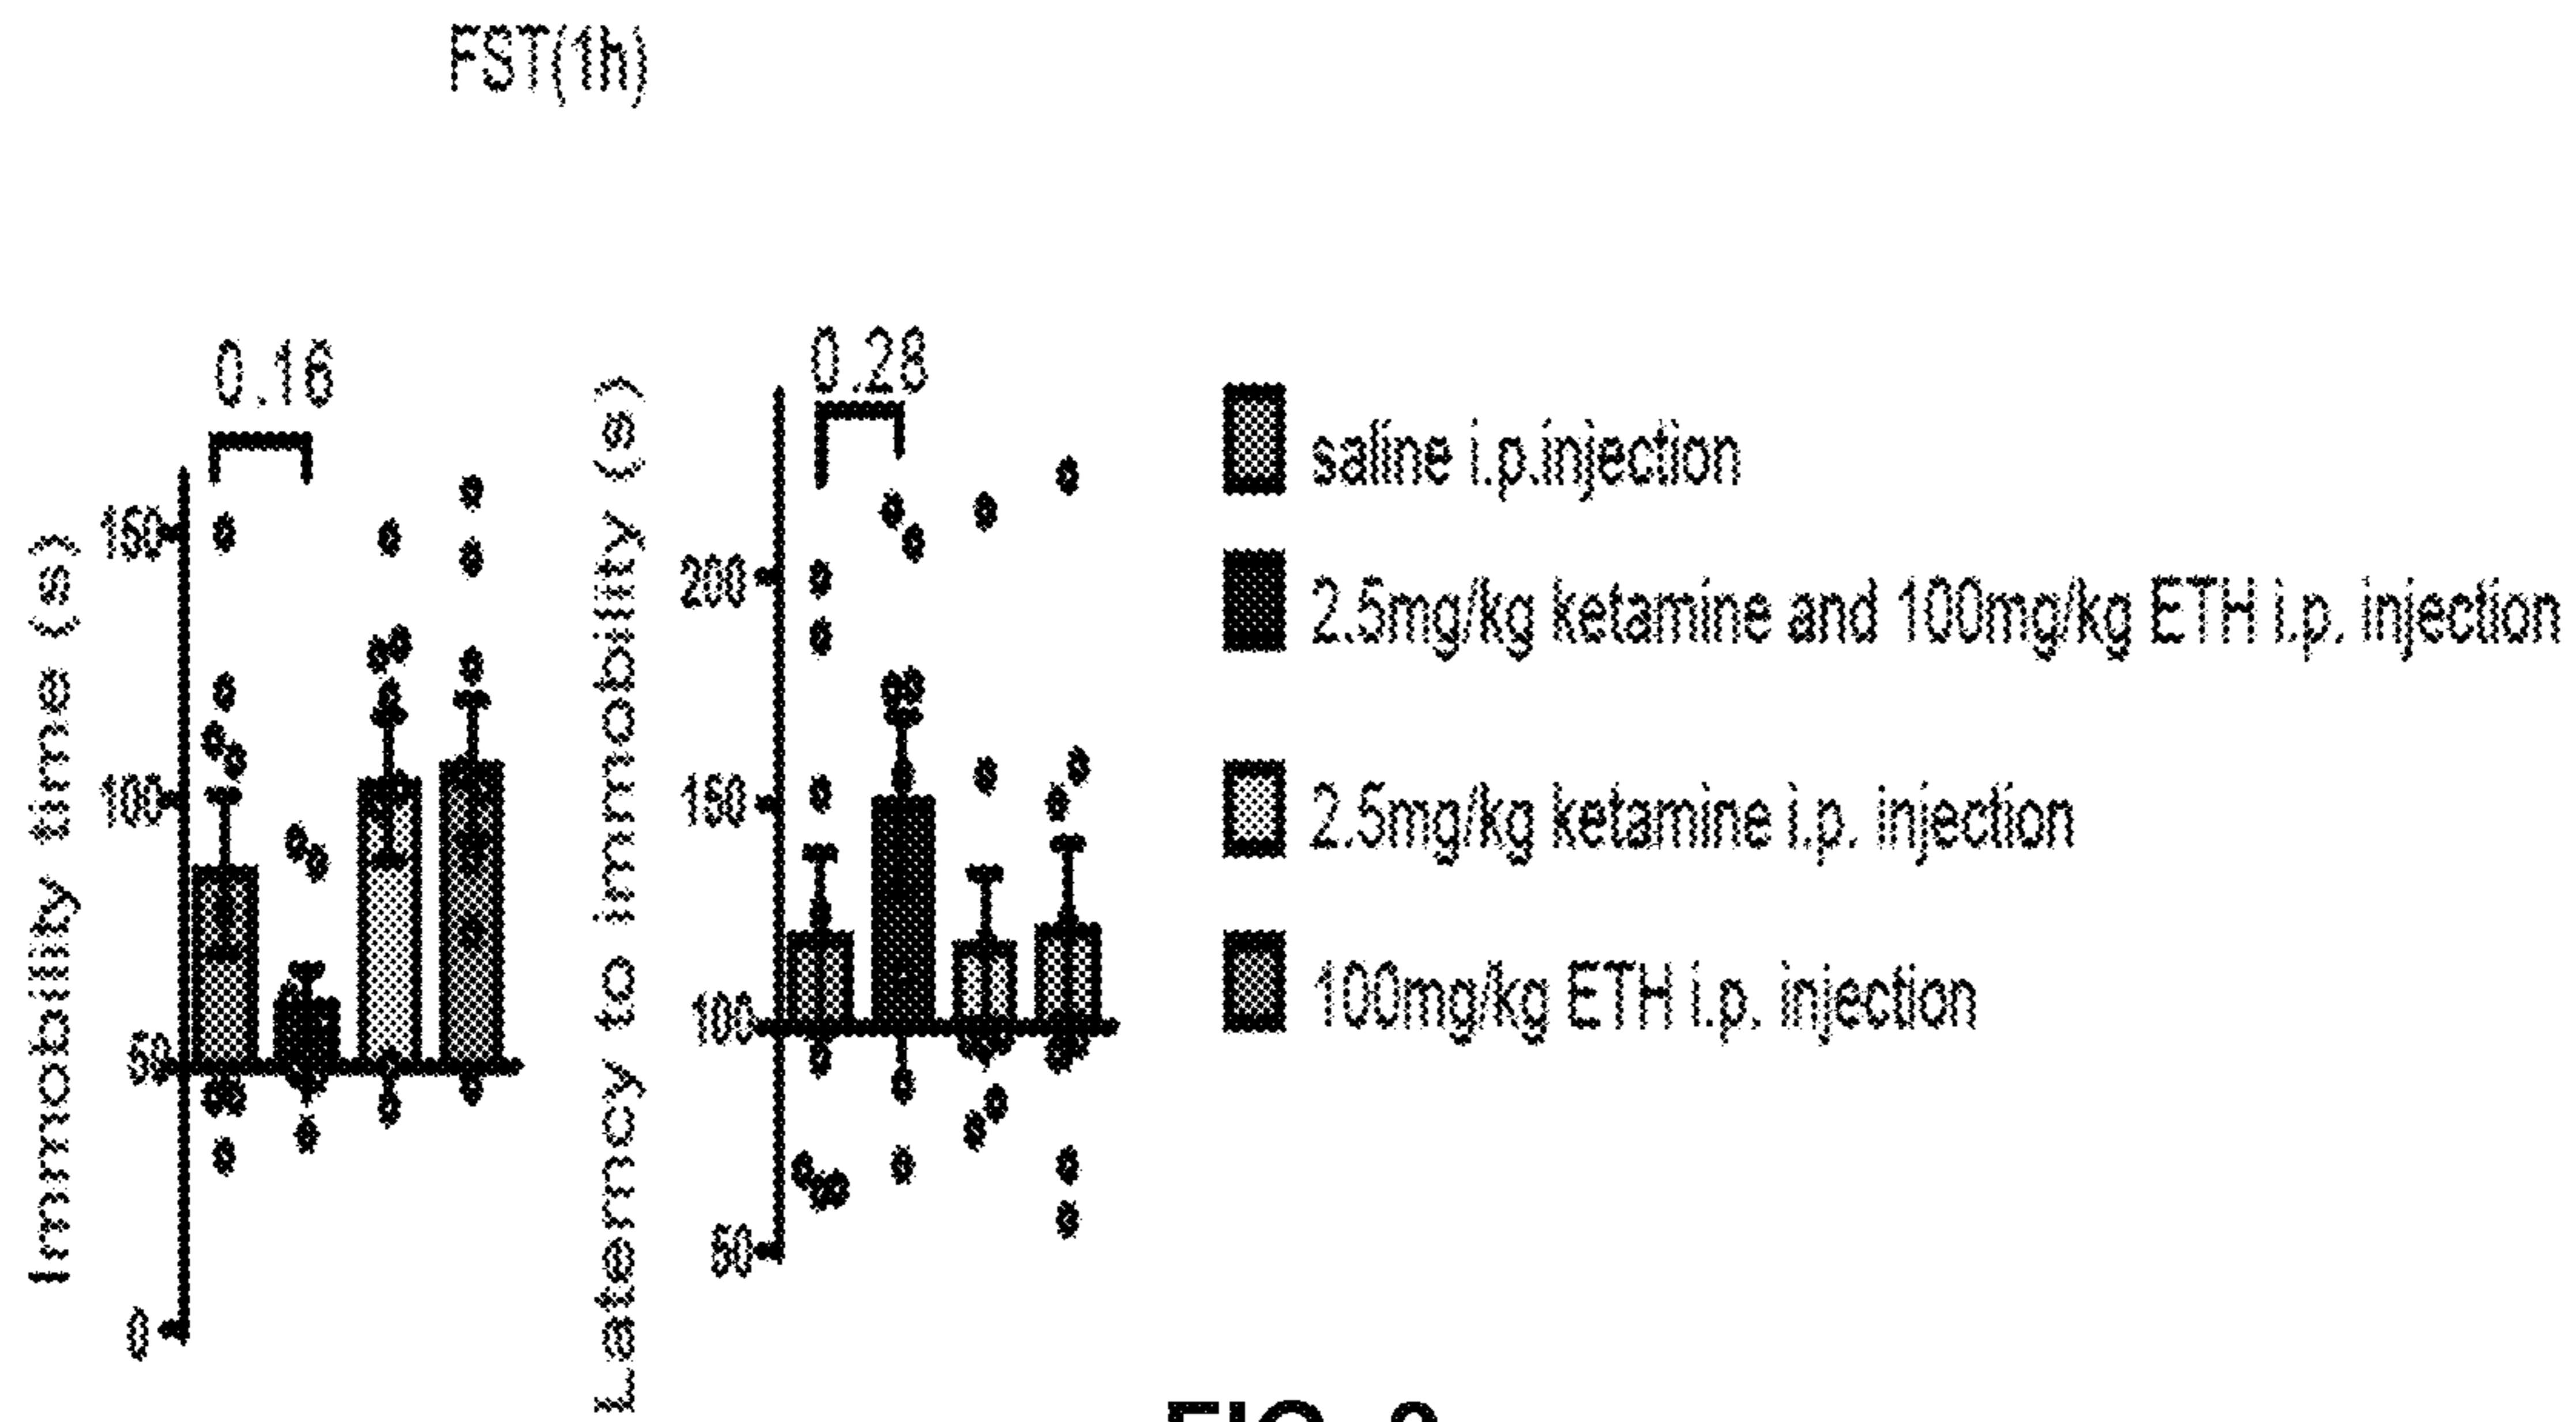 FST(1h)
Immobility time (s)
150
100
50
0
0.16
Latemcy to immobility (s)
200
150
100
50
0.28
saline i.p.injection
2.5mg/kg ketamine and 100mg/kg ETH i.p. injection
2.5mg/kg ketamine i.p. injection
100mg/kg ETH i.p. injection